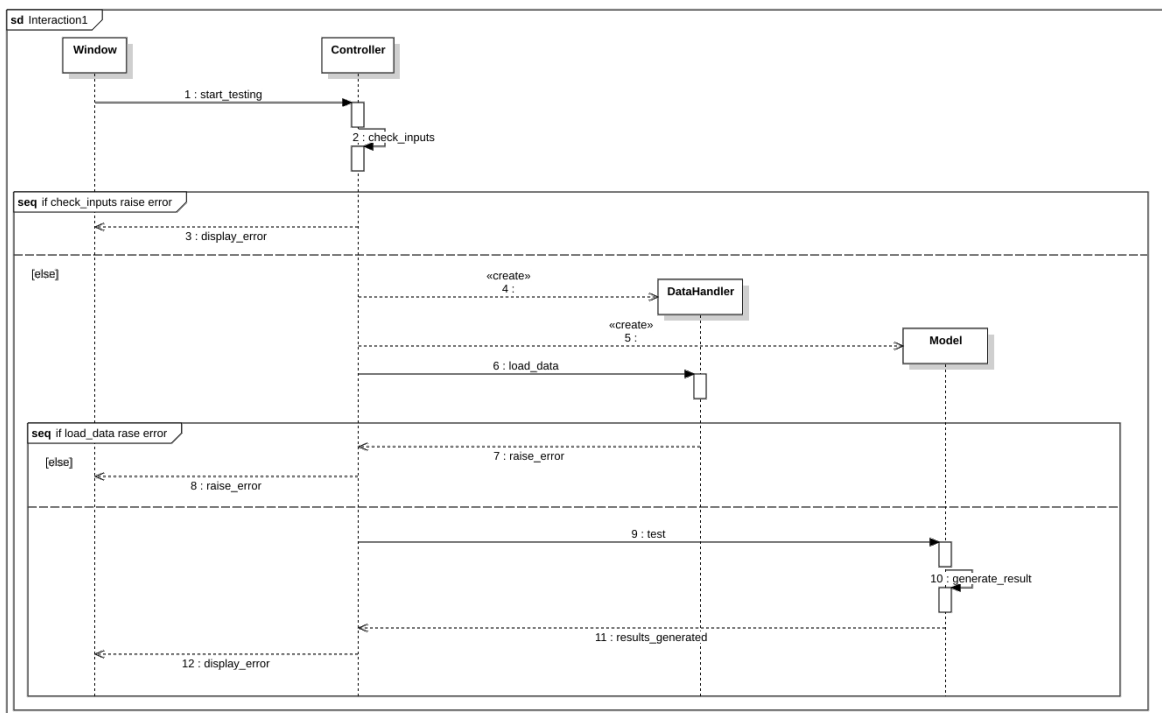 sd Interaction1
Window
Controller
1 : start_testing
2 : check_inputs
seq if check_inputs raise error
3 : display_error
[else]
«create»
4 :
DataHandler
«create»
5 :
Model
6 : load_data
seq if load_data rase error
7 : raise_error
[else]
8 : raise_error
9 : test
10 : generate_result
11 : results_generated
12 : display_error